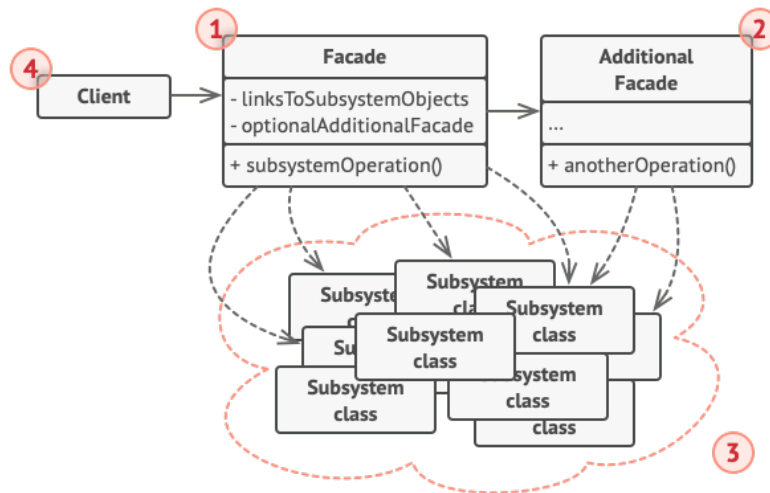 1
2
4
Facade
Additional
Facade
Client
- linksToSubsystemObjects
- optionalAdditionalFacade
...
+ subsystemOperation()
+ anotherOperation()
Subsystem
class
Subsystem
class
Subsystem
class
Subsystem
class
Subsystem
class
Subsystem
class
class
3